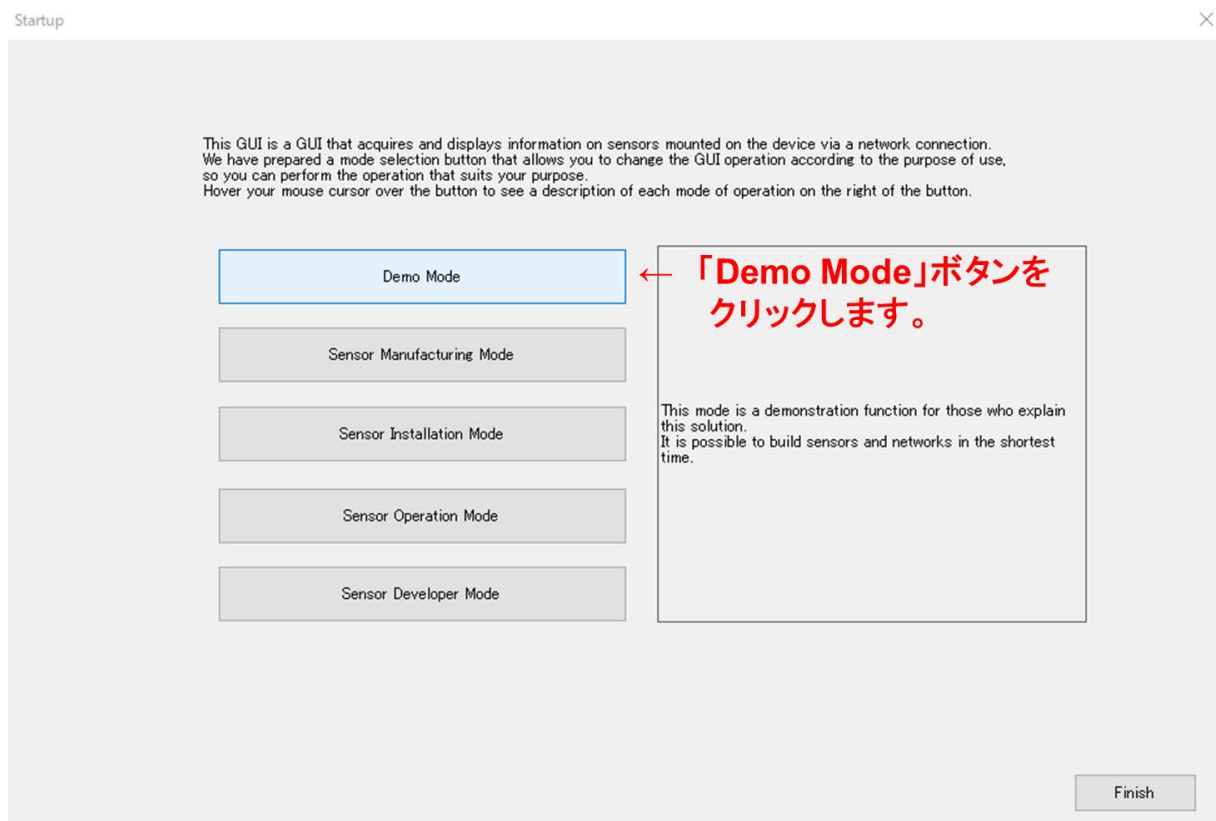 Startup
This GUI is a GUI that acquires and displays information on sensors mounted on the device via a network connection.
We have prepared a mode selection button that allows you to change the GUI operation according to the purpose of use,
so you can perform the operation that suits your purpose.
Hover your mouse cursor over the button to see a description of each mode of operation on the right of the button.
Demo Mode
← 「Demo Mode」ボタンを
クリックします。
Sensor Manufacturing Mode
Sensor Installation Mode
This mode is a demonstration function for those who explain
this solution.
It is possible to build sensors and networks in the shortest
time.
Sensor Operation Mode
Sensor Developer Mode
Finish